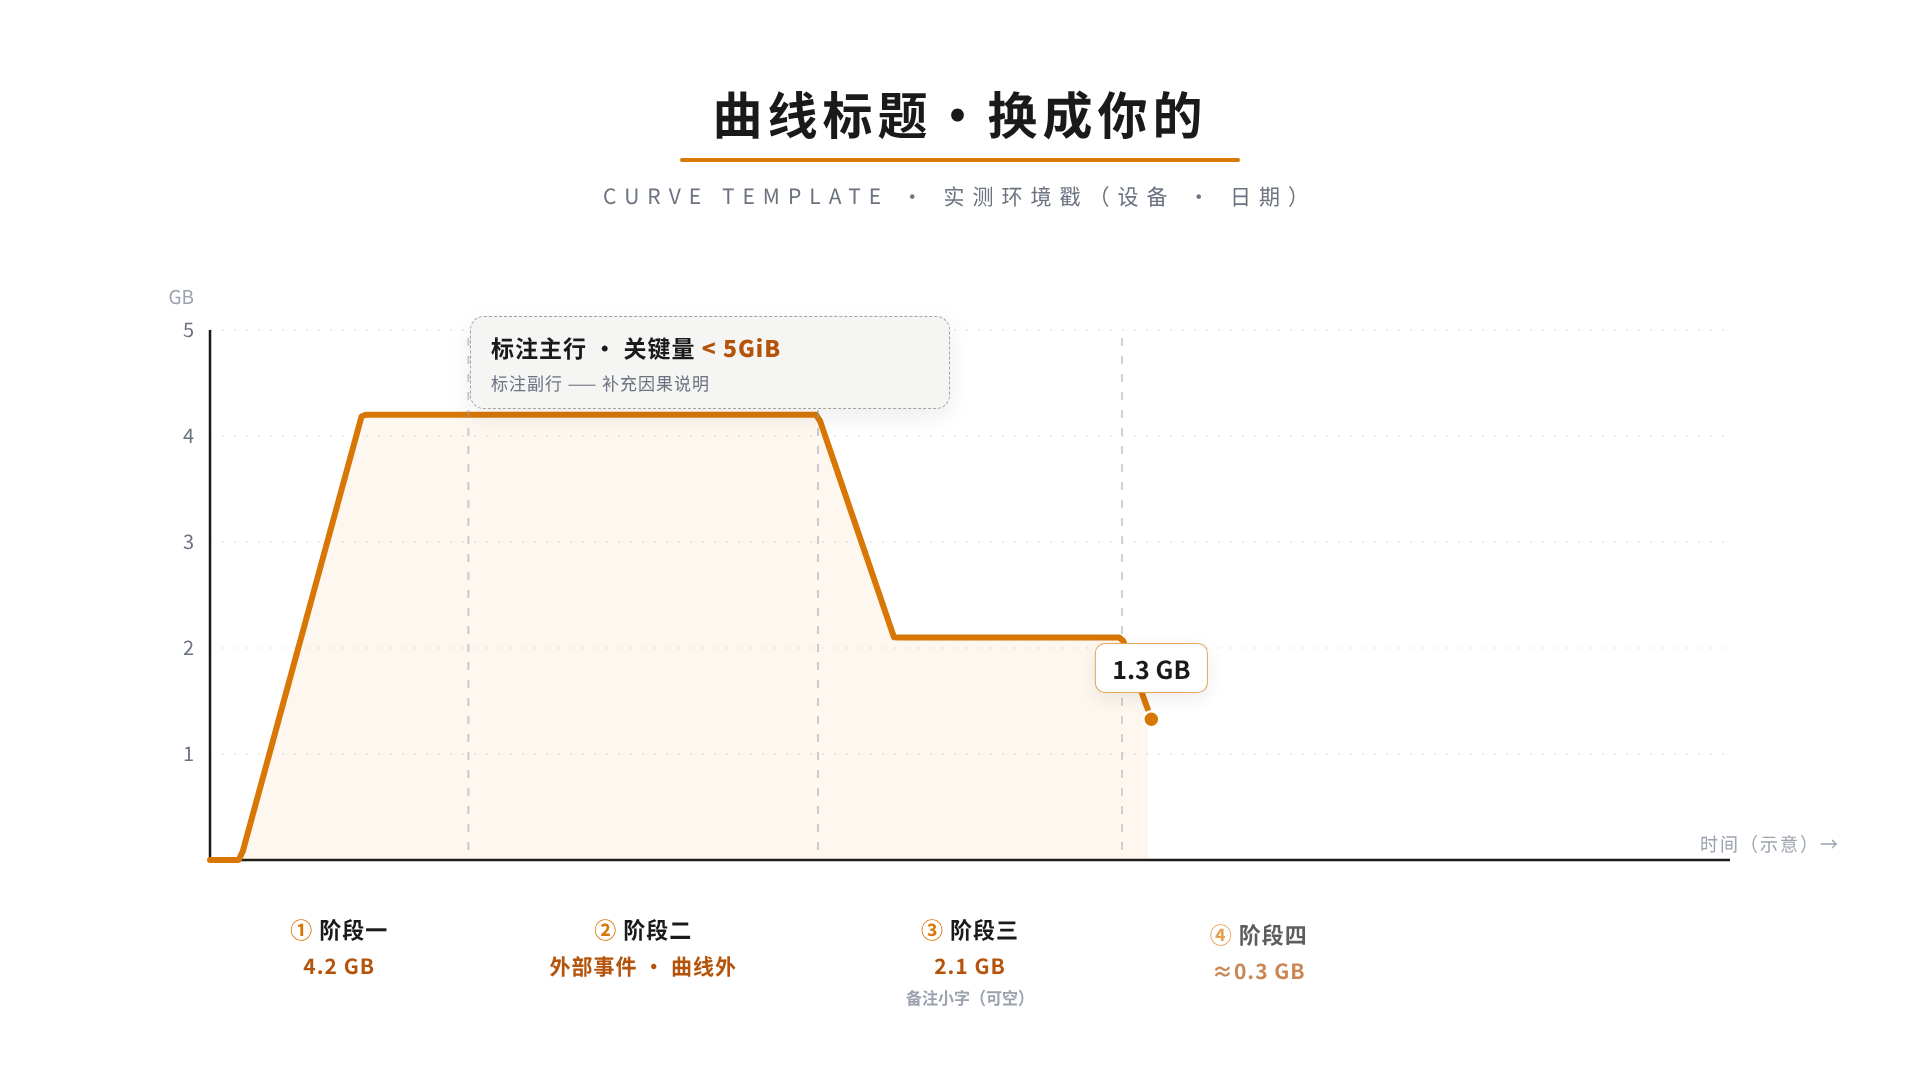 曲线标题·换成你的
CURVE TEMPLATE · 实测环境戳（设备 · 日期）
GB
5
4
3
2
1
标注主行 · 关键量 < 5GiB
标注副行 —— 补充因果说明
1.3 GB
时间（示意）→
① 阶段一
4.2 GB
② 阶段二
外部事件 · 曲线外
③ 阶段三
2.1 GB
备注小字（可空）
④ 阶段四
≈0.3 GB